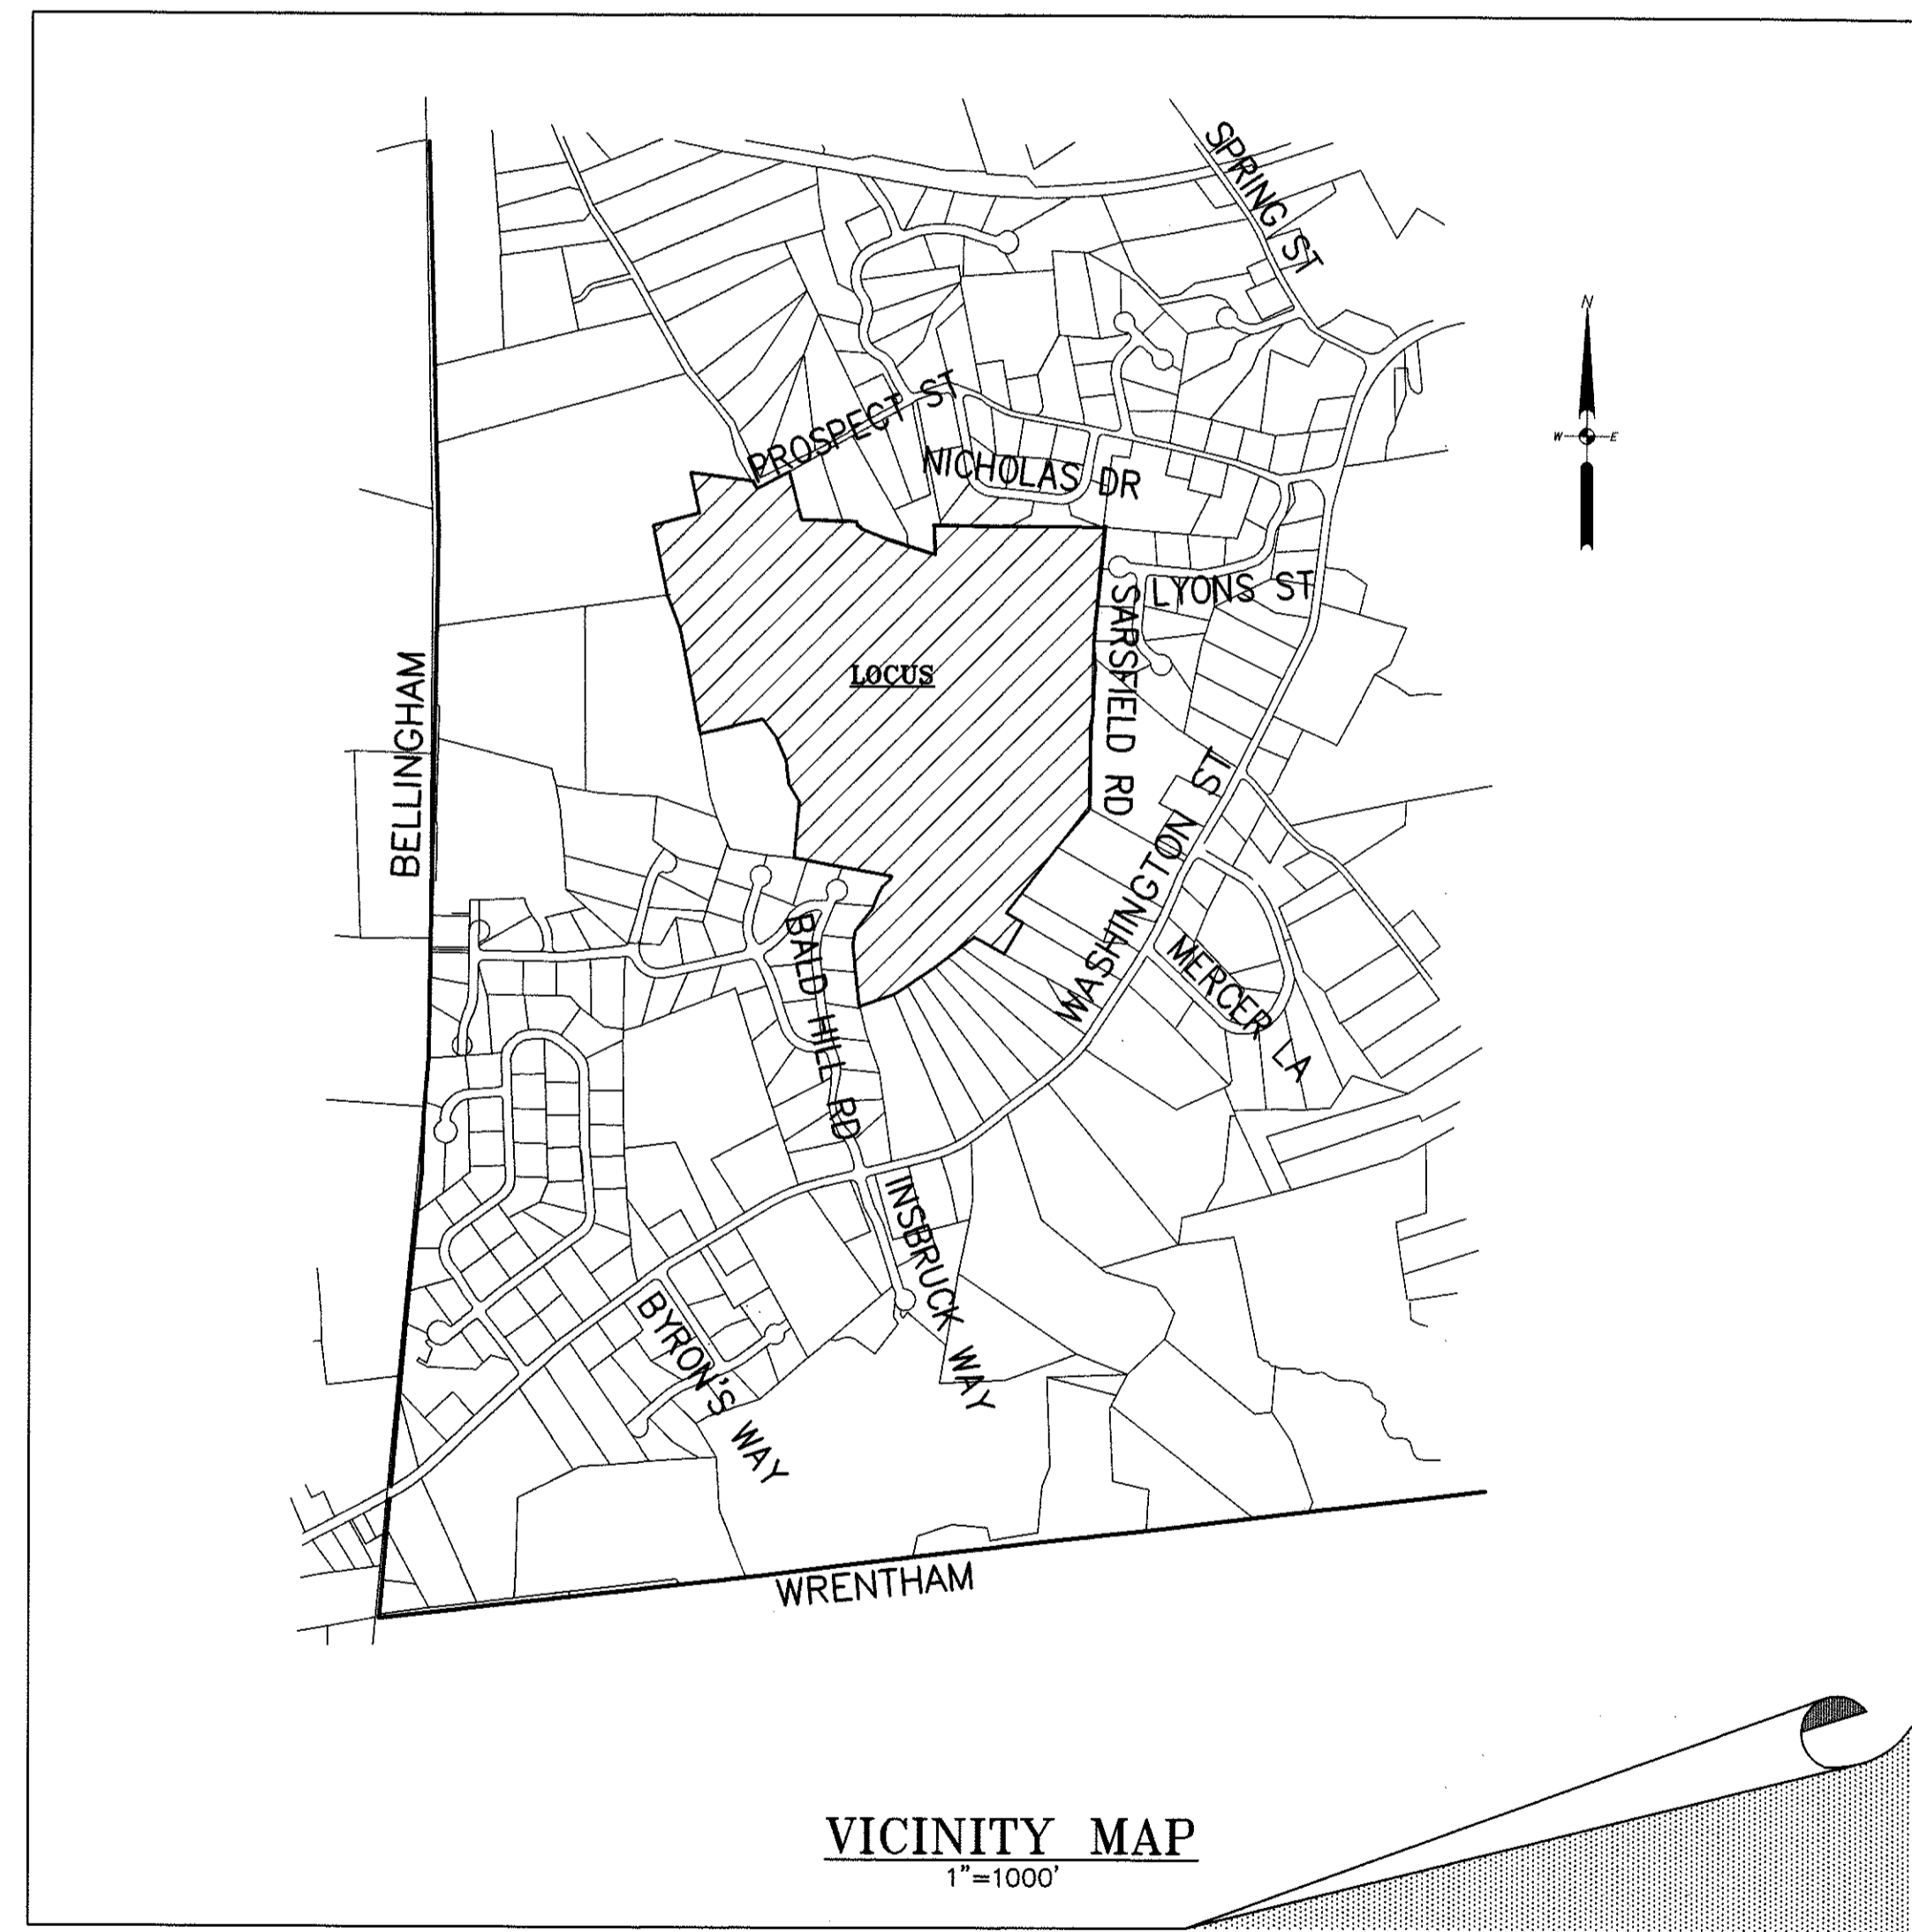 SPRING ST
N
W E
PROSPECT ST
NICHOLAS DR
LYONS ST
SARSFIELD RD
LOCUS
BELLINGHAM
WASHINGTON ST
BALD HILL RD
MERCER LA
INSBRUCK WAY
BYRON'S WAY
WRENTHAM
VICINITY MAP
1"=1000'